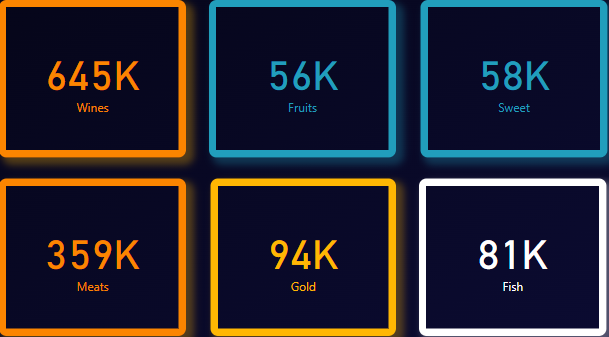 645K
Wines
56K
Fruits
58K
Sweet
359K
Meats
94K
Gold
81K
Fish